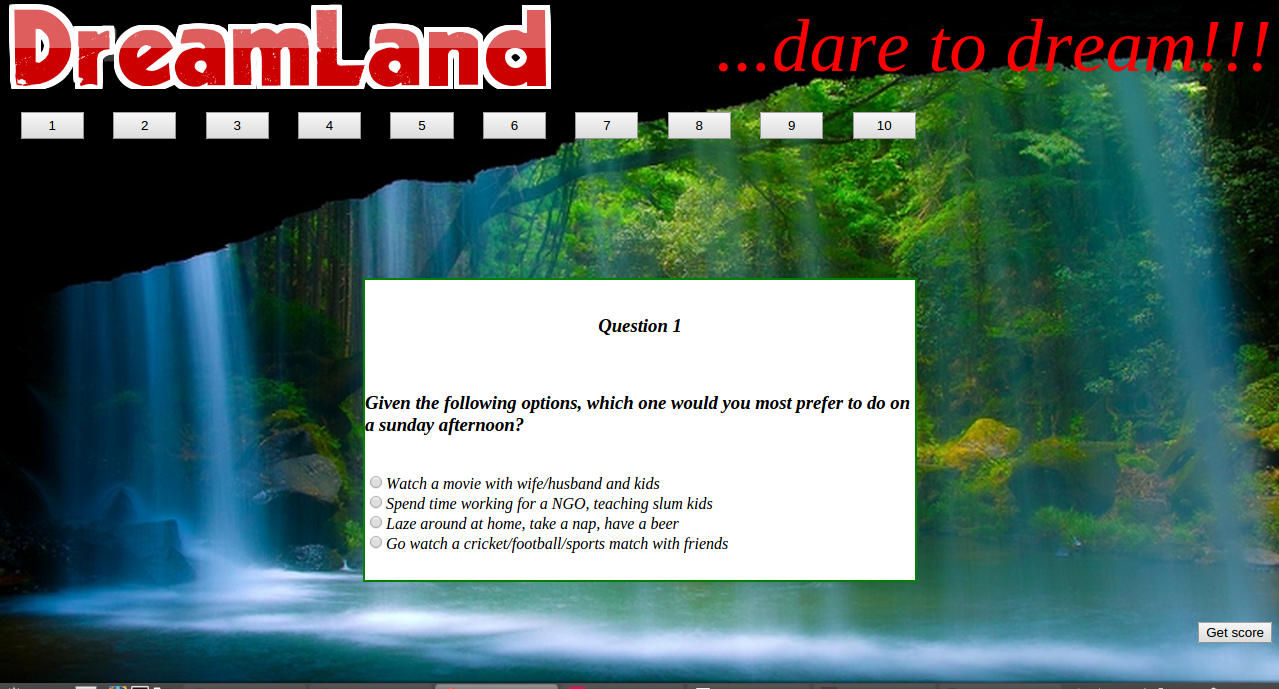 DreamLand
...dare to dream!!!
1 2 3 4 5 6 7 8 9 10
Question 1
Given the following options, which one would you most prefer to do on
a sunday afternoon?
Watch a movie with wife/husband and kids
Spend time working for a NGO, teaching slum kids
Laze around at home, take a nap, have a beer
Go watch a cricket/football/sports match with friends
Get score